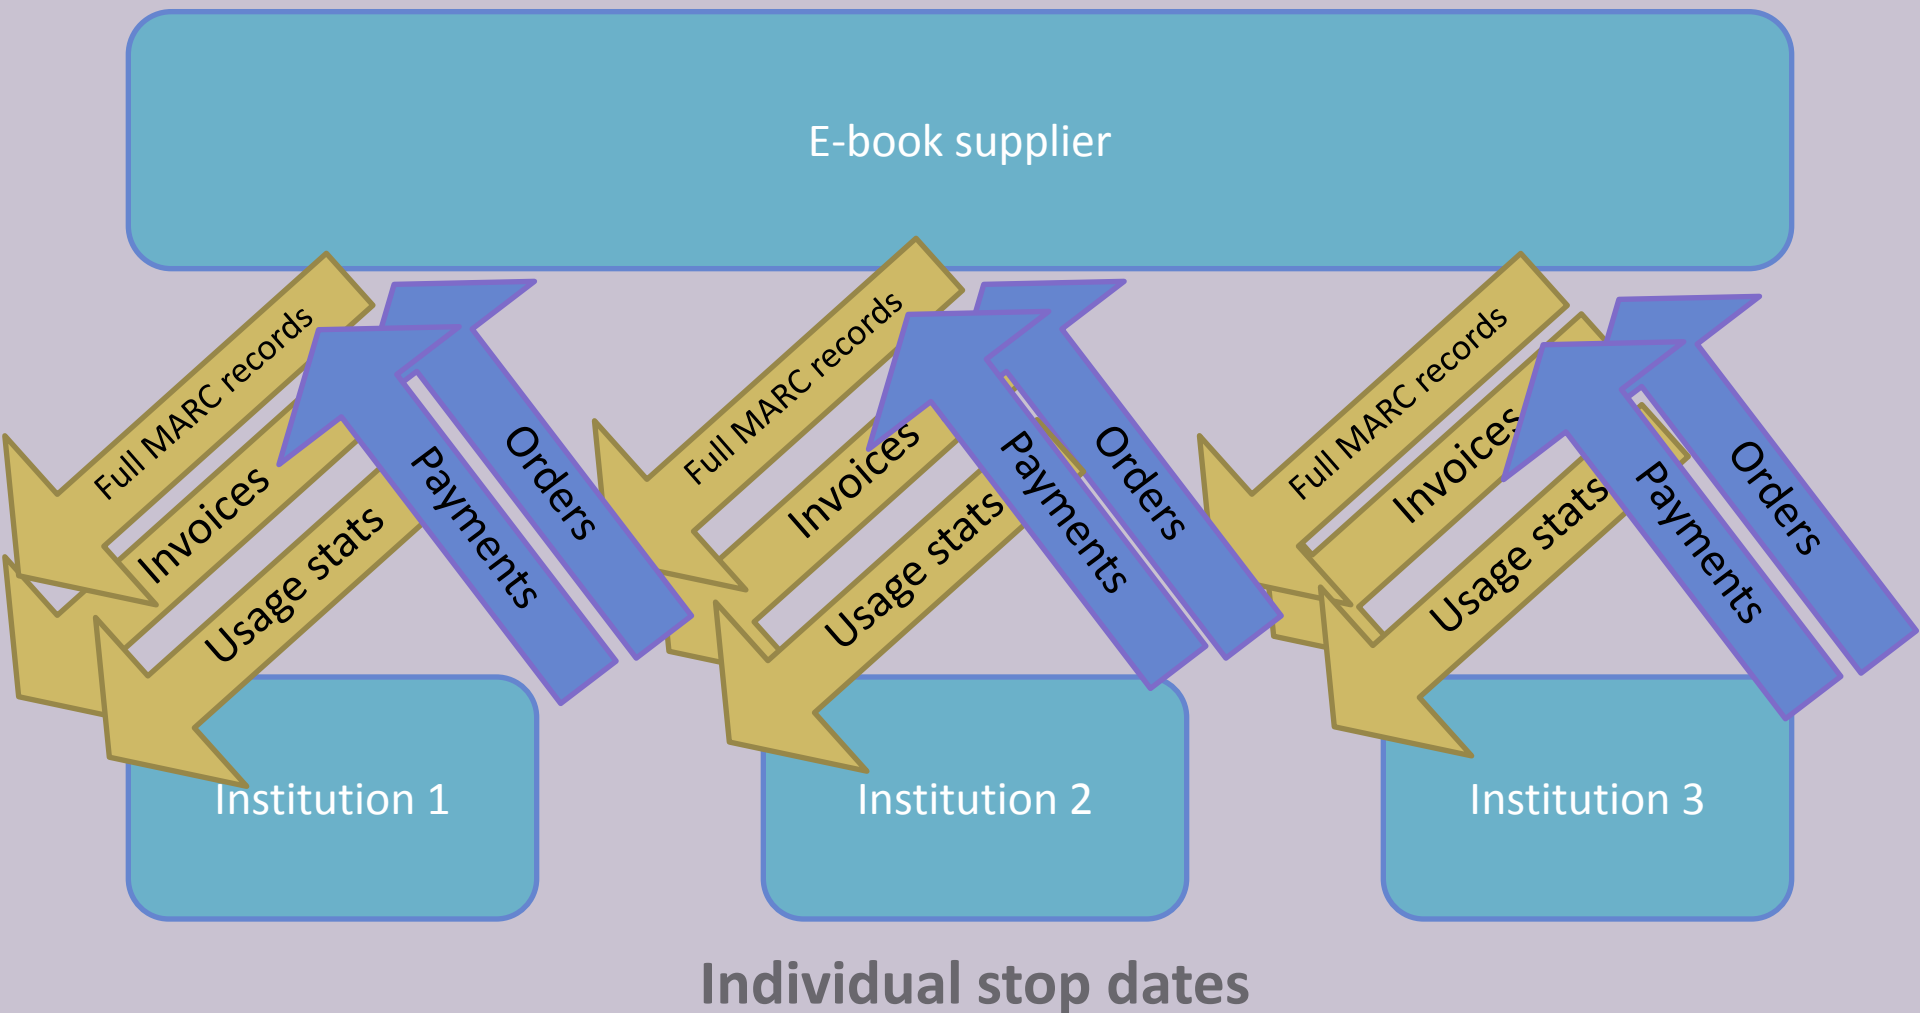 E-book supplier
Full MARC records
Invoices
Usage stats
Payments
Orders
Full MARC records
Invoices
Usage stats
Payments
Orders
Full MARC records
Invoices
Usage stats
Payments
Orders
Institution 1
Institution 2
Institution 3
Individual stop dates